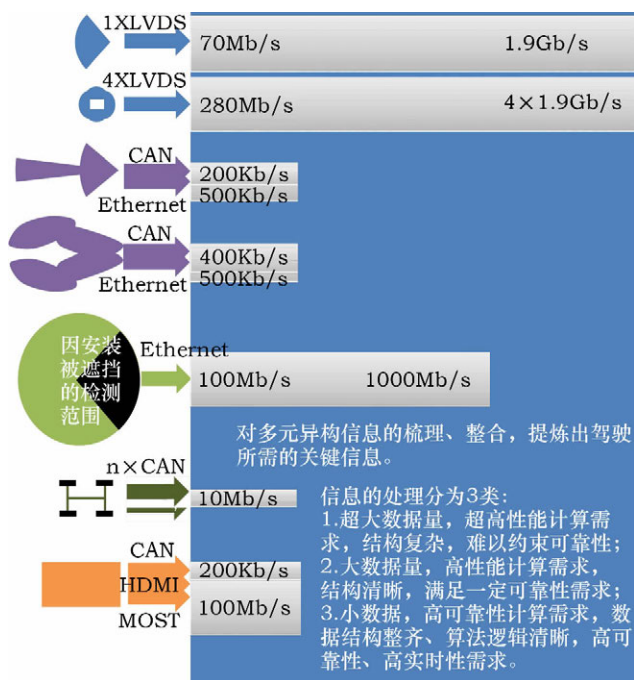 1XLVDS
70Mb/s 1.9Gb/s
4XLVDS
280Mb/s 4×1.9Gb/s
CAN
200Kb/s
500Kb/s
Ethernet
CAN
400Kb/s
500Kb/s
Ethernet
因安装
被遮挡
的检测
范围
Ethernet
100Mb/s 1000Mb/s
对多元异构信息的梳理、整合，提炼出驾驶
所需的关键信息。
n×CAN
10Mb/s
信息的处理分为3类：
1.超大数据量，超高性能计算需
求，结构复杂，难以约束可靠性；
2.大数据量，高性能计算需求，
结构清晰，满足一定可靠性需求；
3.小数据，高可靠性计算需求，数
据结构整齐、算法逻辑清晰，高可
靠性、高实时性需求。
CAN
200Kb/s
HDMI
100Mb/s
MOST